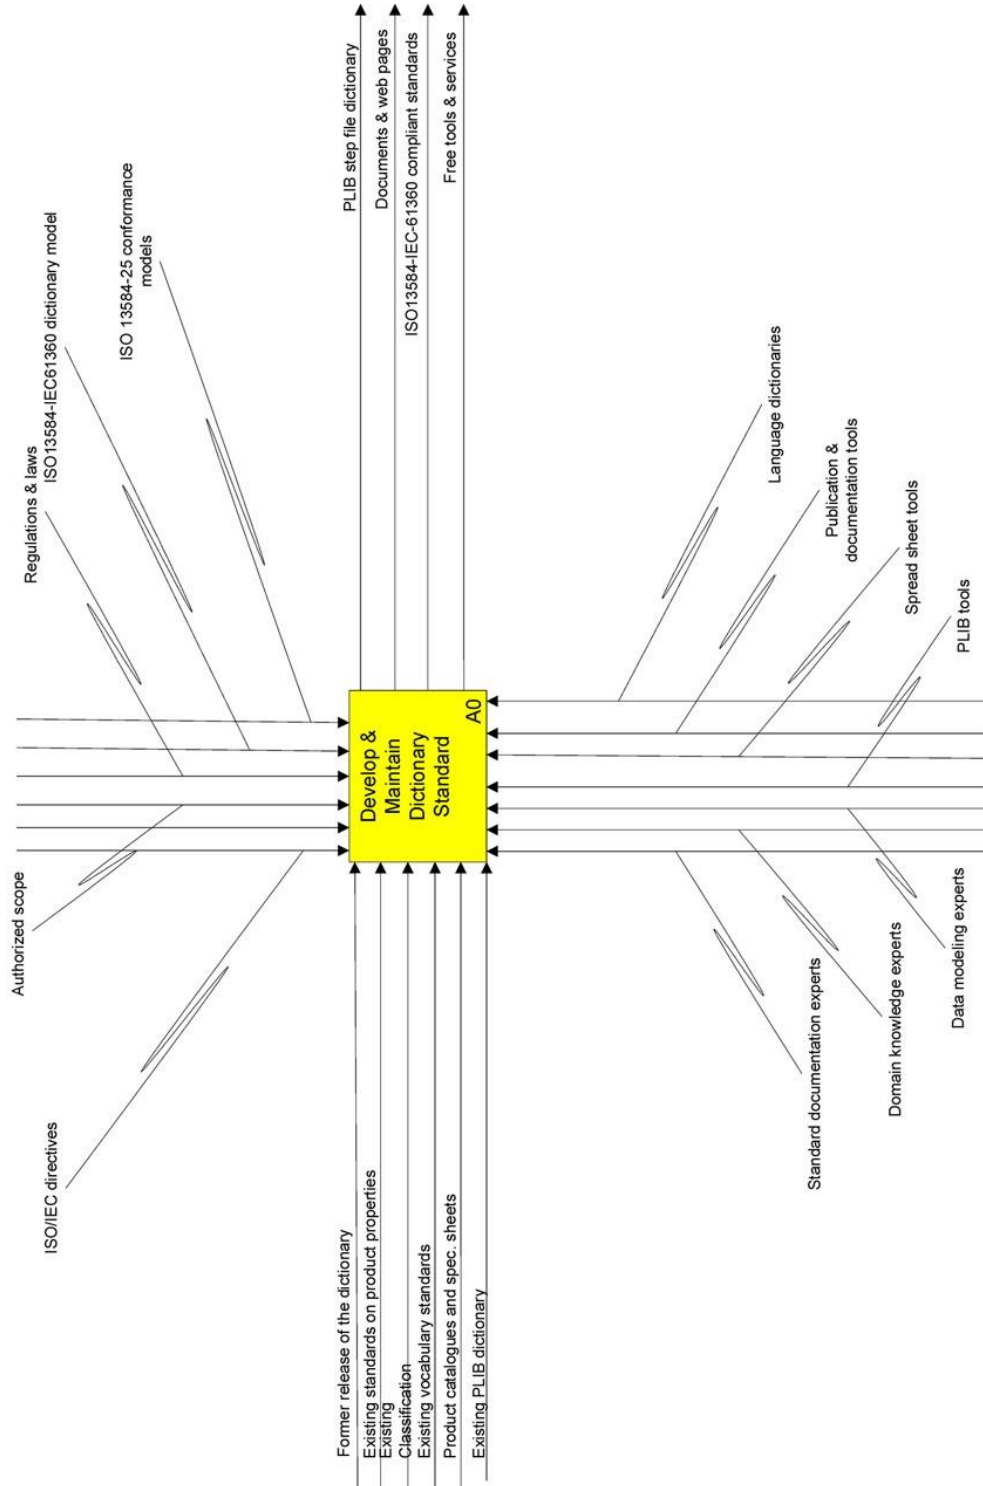 ISO/IEC directives
Authorized scope
Regulations & laws
ISO13584-IEC61360 dictionary model
ISO 13584-25 conformance
models
Former release of the dictionary
Existing standards on product properties
Existing
Classification
Existing vocabulary standards
Product catalogues and spec. sheets
Existing PLIB dictionary
Develop &
Maintain
Dictionary
Standard
A0
PLIB step file dictionary
Documents & web pages
ISO13584-IEC-61360 compliant standards
Free tools & services
Standard documentation experts
Domain knowledge experts
Data modeling experts
PLIB tools
Spread sheet tools
Publication &
documentation tools
Language dictionaries